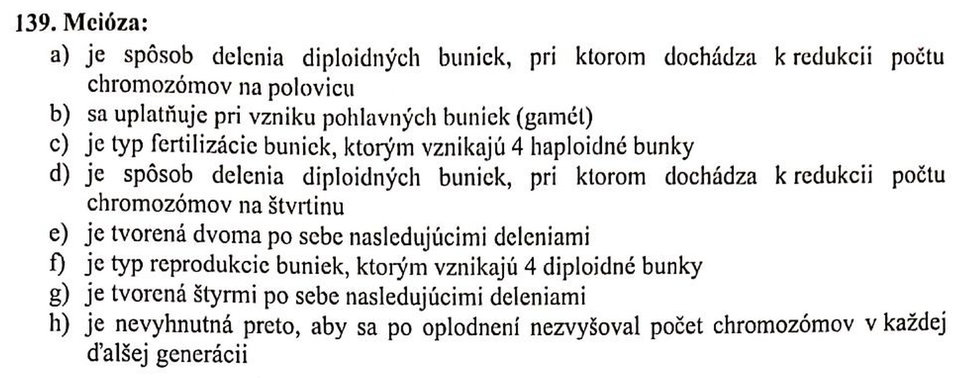 139. Meióza:
a) je spôsob delenia diploidných buniek, pri ktorom dochádza k redukcii počtu
chromozómov na polovicu
b) sa uplatňuje pri vzniku pohlavných buniek (gamét)
c) je typ fertilizácie buniek, ktorým vznikajú 4 haploidné bunky
d) je spôsob delenia diploidných buniek, pri ktorom dochádza k redukcii počtu
chromozómov na štvrtinu
e) je tvorená dvoma po sebe nasledujúcimi deleniami
f) je typ reprodukcie buniek, ktorým vznikajú 4 diploidné bunky
g) je tvorená štyrmi po sebe nasledujúcimi deleniami
h) je nevyhnutná preto, aby sa po oplodnení nezvyšoval počet chromozómov v každej
ďalšej generácii